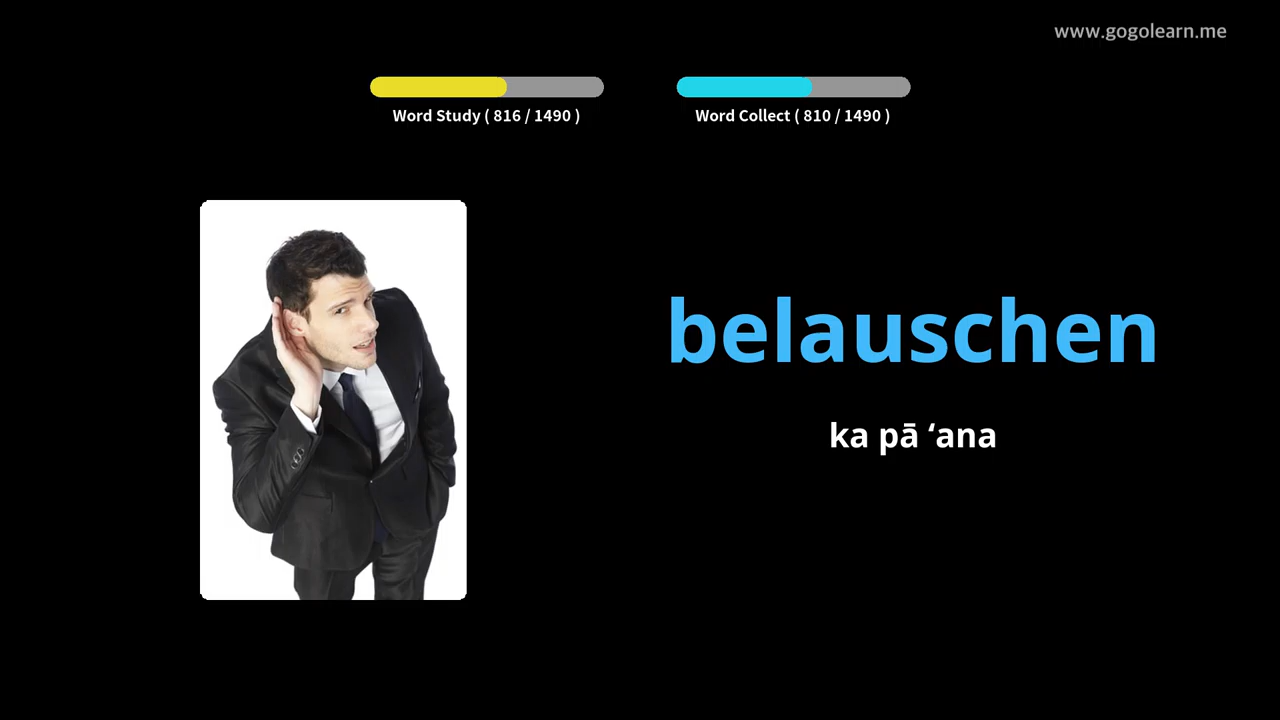 www.gogolearn.me
Word Study ( 816 / 1490 )
Word Collect ( 810 / 1490 )
belauschen
ka pā ʻana